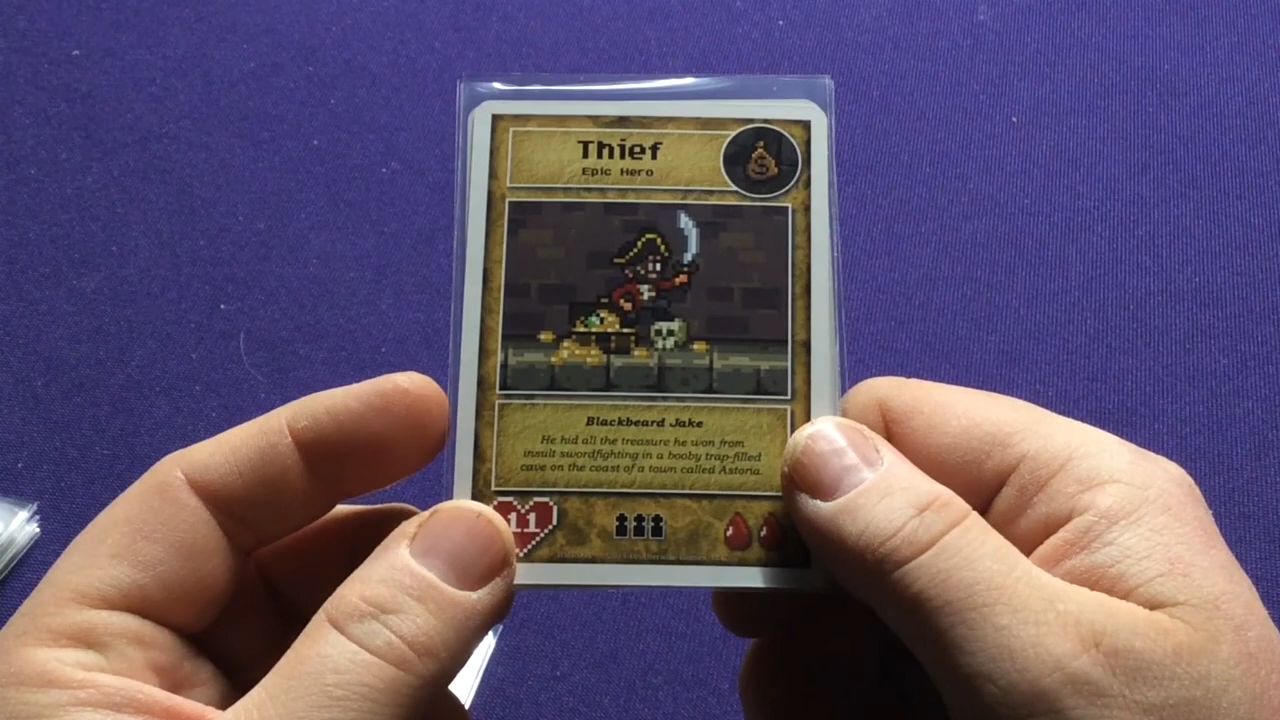 Thief
Epic Hero
Blackbeard Jake
He hid all the treasure he won from
insult swordfighting in a booby trap-filled
cave on the coast of a town called Astoria.
11